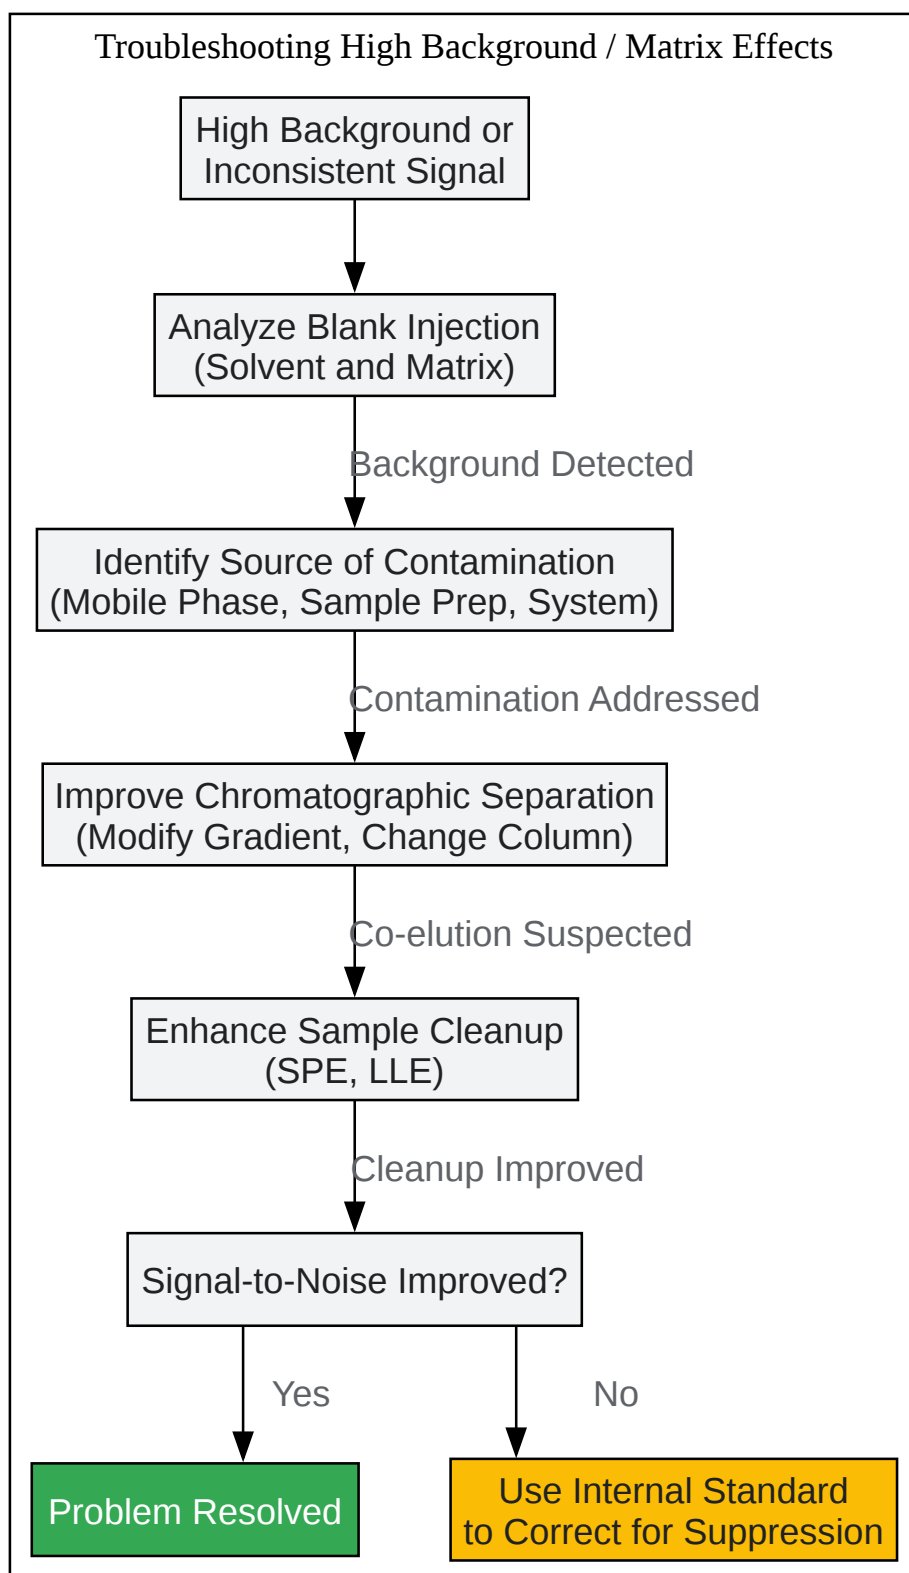 Troubleshooting High Background / Matrix Effects
High Background or
Inconsistent Signal
Analyze Blank Injection
(Solvent and Matrix)
Background Detected
Identify Source of Contamination
(Mobile Phase, Sample Prep, System)
Contamination Addressed
Improve Chromatographic Separation
(Modify Gradient, Change Column)
Co-elution Suspected
Enhance Sample Cleanup
(SPE, LLE)
Cleanup Improved
Signal-to-Noise Improved?
Yes
No
Problem Resolved
Use Internal Standard
to Correct for Suppression